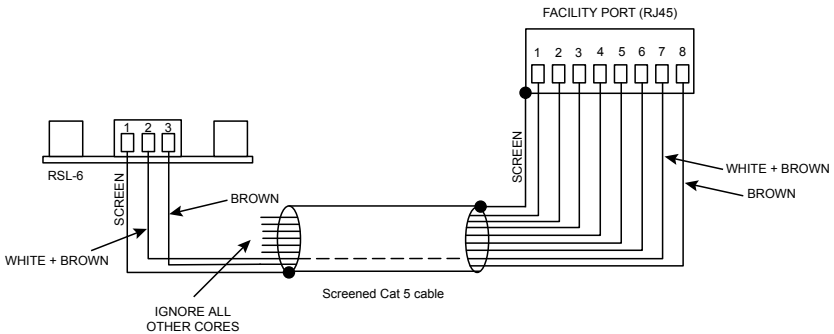 FACILITY PORT (RJ45)
1 2 3 4 5 6 7 8
1 2 3
RSL-6
SCREEN
SCREEN
WHITE + BROWN
BROWN
BROWN
WHITE + BROWN
Screened Cat 5 cable
IGNORE ALL
OTHER CORES